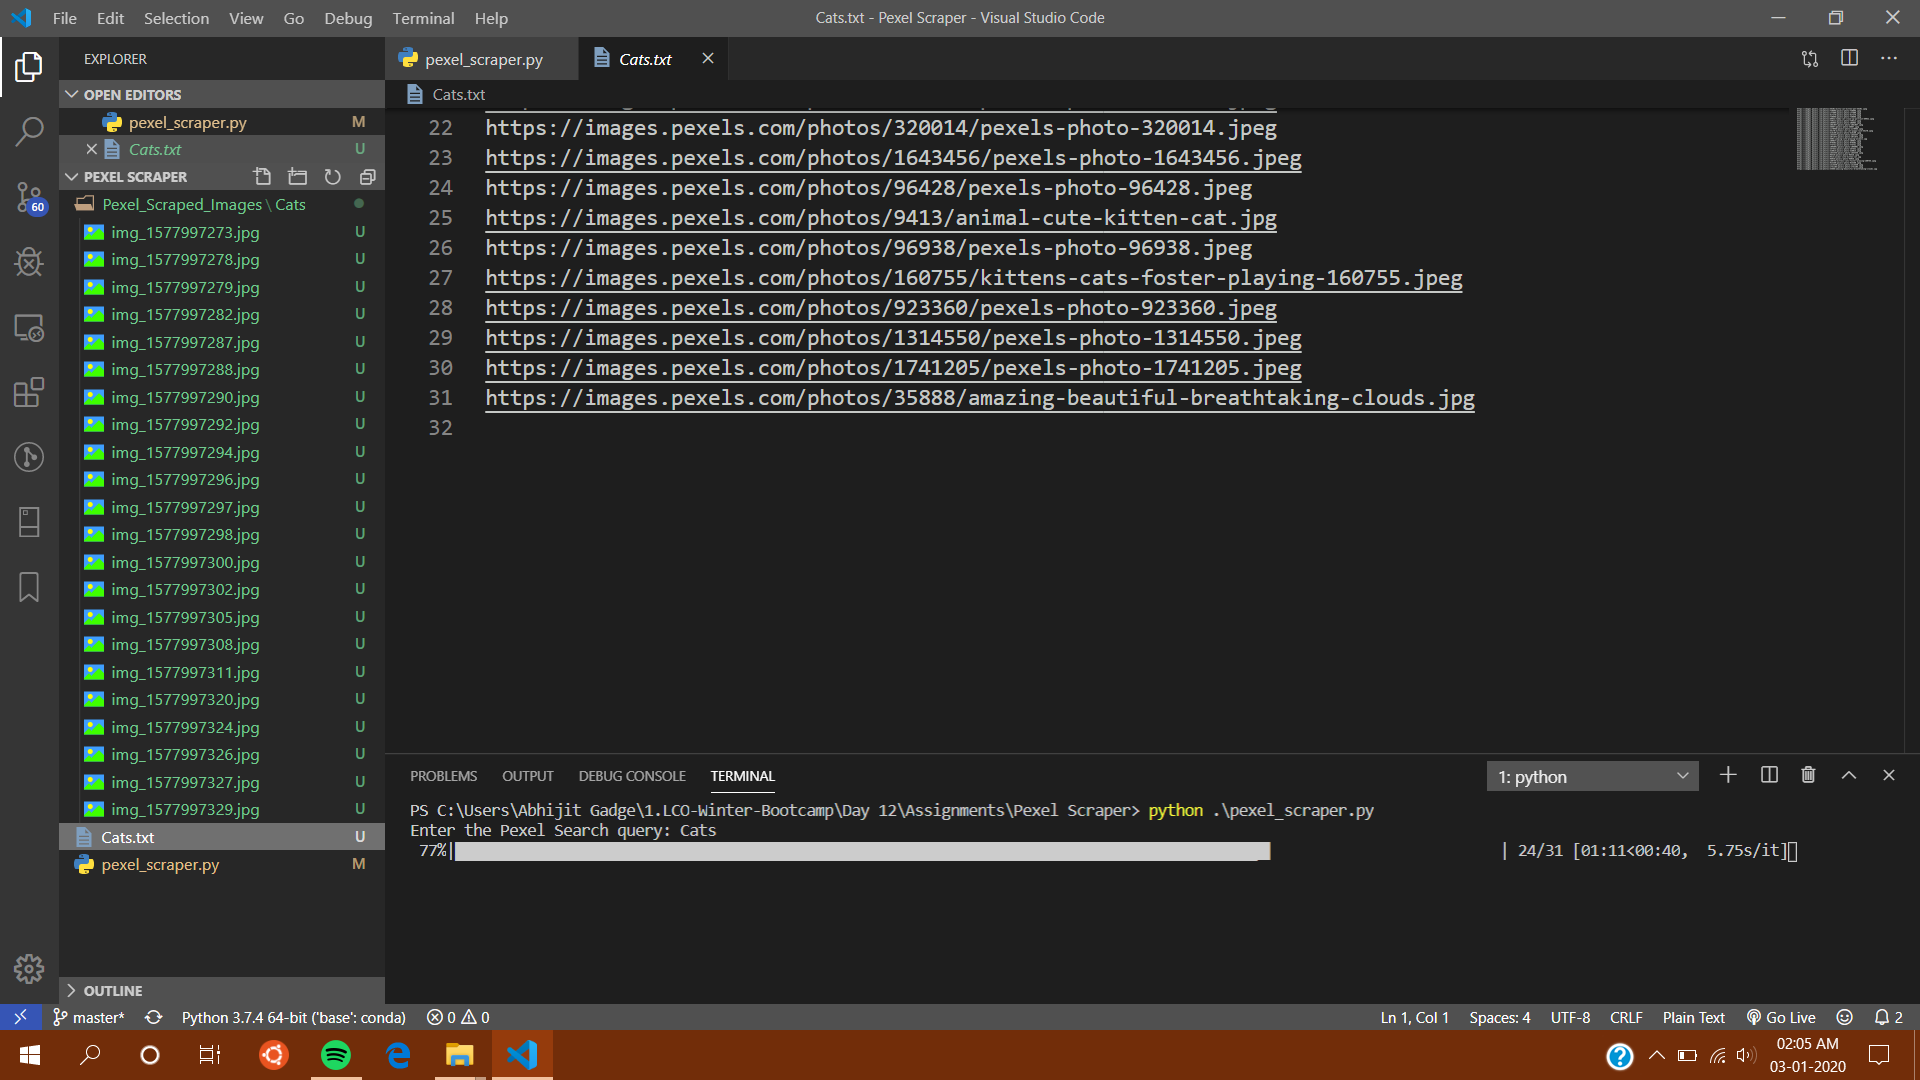 File Edit Selection View Go Debug Terminal Help
Cats.txt - Pexel Scraper - Visual Studio Code
EXPLORER
OPEN EDITORS
pexel_scraper.py M
Cats.txt U
PEXEL SCRAPER
Pexel_Scraped_Images \ Cats
img_1577997273.jpg U
img_1577997278.jpg U
img_1577997279.jpg U
img_1577997282.jpg U
img_1577997287.jpg U
img_1577997288.jpg U
img_1577997290.jpg U
img_1577997292.jpg U
img_1577997294.jpg U
img_1577997296.jpg U
img_1577997297.jpg U
img_1577997298.jpg U
img_1577997300.jpg U
img_1577997302.jpg U
img_1577997305.jpg U
img_1577997308.jpg U
img_1577997311.jpg U
img_1577997320.jpg U
img_1577997324.jpg U
img_1577997326.jpg U
img_1577997327.jpg U
img_1577997329.jpg U
Cats.txt U
pexel_scraper.py M
OUTLINE
60
pexel_scraper.py
Cats.txt
Cats.txt
22 https://images.pexels.com/photos/320014/pexels-photo-320014.jpeg
23 https://images.pexels.com/photos/1643456/pexels-photo-1643456.jpeg
24 https://images.pexels.com/photos/96428/pexels-photo-96428.jpeg
25 https://images.pexels.com/photos/9413/animal-cute-kitten-cat.jpg
26 https://images.pexels.com/photos/96938/pexels-photo-96938.jpeg
27 https://images.pexels.com/photos/160755/kittens-cats-foster-playing-160755.jpeg
28 https://images.pexels.com/photos/923360/pexels-photo-923360.jpeg
29 https://images.pexels.com/photos/1314550/pexels-photo-1314550.jpeg
30 https://images.pexels.com/photos/1741205/pexels-photo-1741205.jpeg
31 https://images.pexels.com/photos/35888/amazing-beautiful-breathtaking-clouds.jpg
32
PROBLEMS OUTPUT DEBUG CONSOLE TERMINAL
1: python
PS C:\Users\Abhijit Gadge\1.LCO-Winter-Bootcamp\Day 12\Assignments\Pexel Scraper> python .\pexel_scraper.py
Enter the Pexel Search query: Cats
77%| | 24/31 [01:11<00:40, 5.75s/it]
master* Python 3.7.4 64-bit ('base': conda) 0 0 Ln 1, Col 1 Spaces: 4 UTF-8 CRLF Plain Text Go Live 2
02:05 AM
03-01-2020